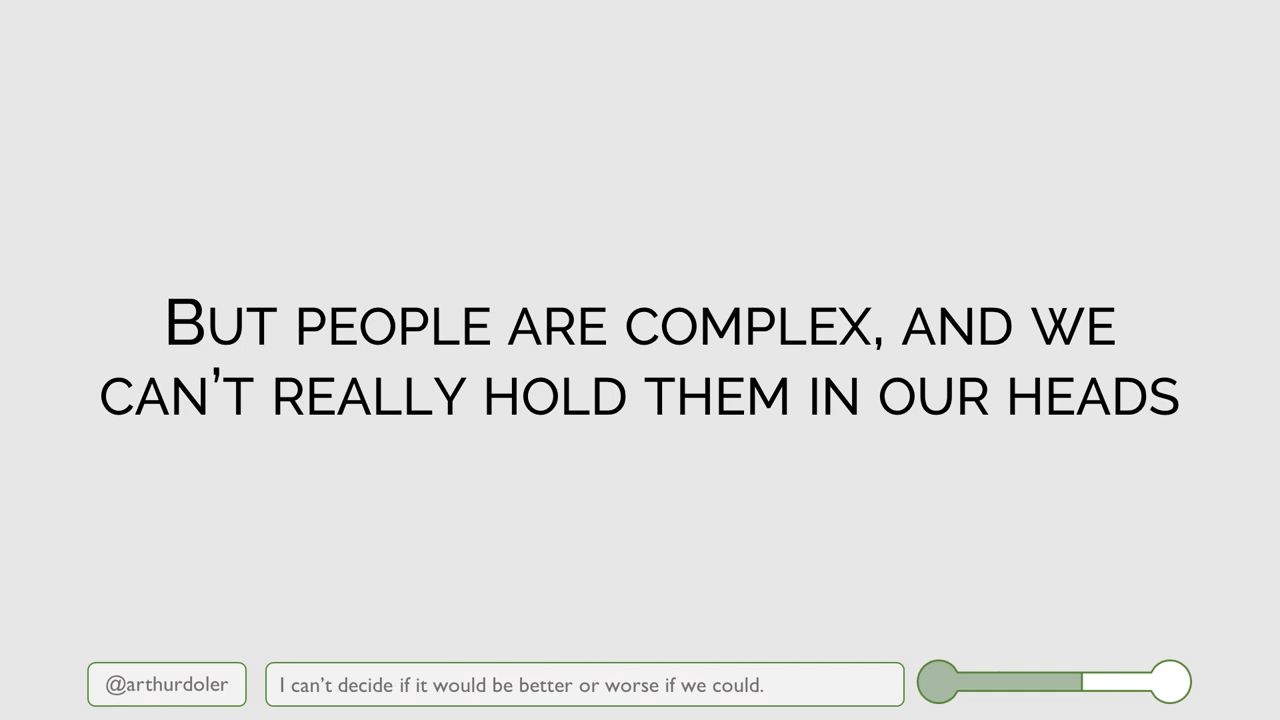 But people are complex, and we
can’t really hold them in our heads
@arthurdoler
I can’t decide if it would be better or worse if we could.